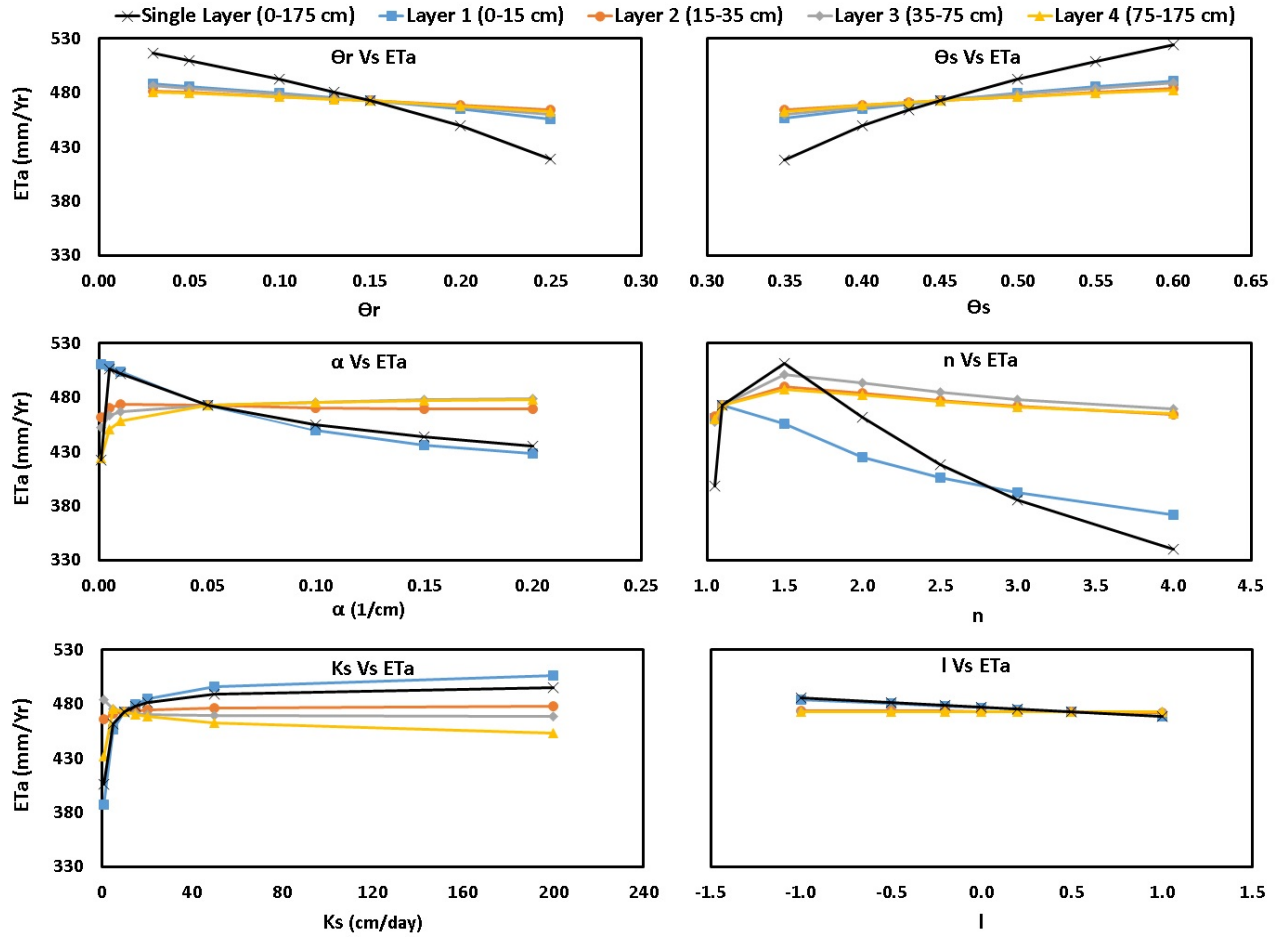 Single Layer (0-175 cm) Layer 1 (0-15 cm) Layer 2 (15-35 cm) Layer 3 (35-75 cm) Layer 4 (75-175 cm)
ϴr Vs ETa
ETa (mm/Yr)
530
480
430
380
330
0.00 0.05 0.10 0.15 0.20 0.25 0.30
ϴr
ϴs Vs ETa
0.30 0.35 0.40 0.45 0.50 0.55 0.60 0.65
ϴs
α Vs ETa
ETa (mm/Yr)
530
480
430
380
330
0.00 0.05 0.10 0.15 0.20 0.25
α (1/cm)
n Vs ETa
1.0 1.5 2.0 2.5 3.0 3.5 4.0 4.5
n
Ks Vs ETa
ETa (mm/Yr)
530
480
430
380
330
0 40 80 120 160 200 240
Ks (cm/day)
l Vs ETa
-1.5 -1.0 -0.5 0.0 0.5 1.0 1.5
l